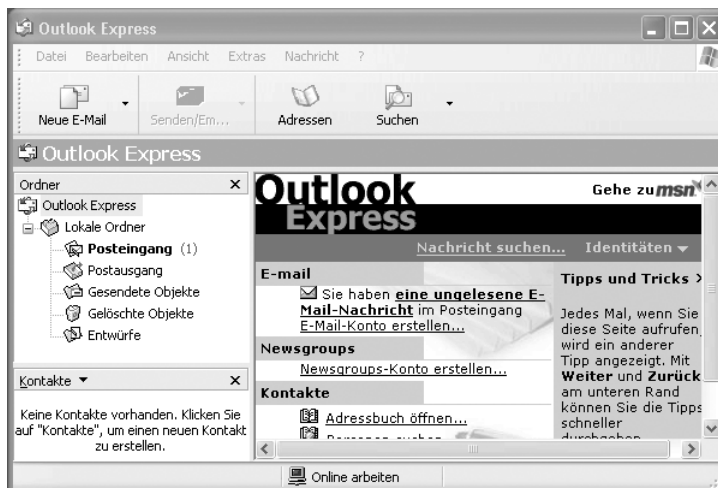 Outlook Express
Datei Bearbeiten Ansicht Extras Nachricht ?
Neue E-Mail Senden/Em... Adressen Suchen
Outlook Express
Ordner
Outlook Express
Lokale Ordner
Posteingang (1)
Postausgang
Gesendete Objekte
Gelöschte Objekte
Entwürfe
Kontakte
Keine Kontakte vorhanden. Klicken Sie
auf "Kontakte", um einen neuen Kontakt
zu erstellen.
Outlook
Express
Gehe zu msn
Nachricht suchen... Identitäten
E-mail
Sie haben eine ungelesene E-
Mail-Nachricht im Posteingang
E-Mail-Konto erstellen...
Newsgroups
Newsgroups-Konto erstellen...
Kontakte
Adressbuch öffnen...
Personen suchen...
Tipps und Tricks
Jedes Mal, wenn Sie
diese Seite aufrufen,
wird ein anderer
Tipp angezeigt. Mit
Weiter und Zurück
am unteren Rand
können Sie die Tipps
schneller
durchgehen
Online arbeiten